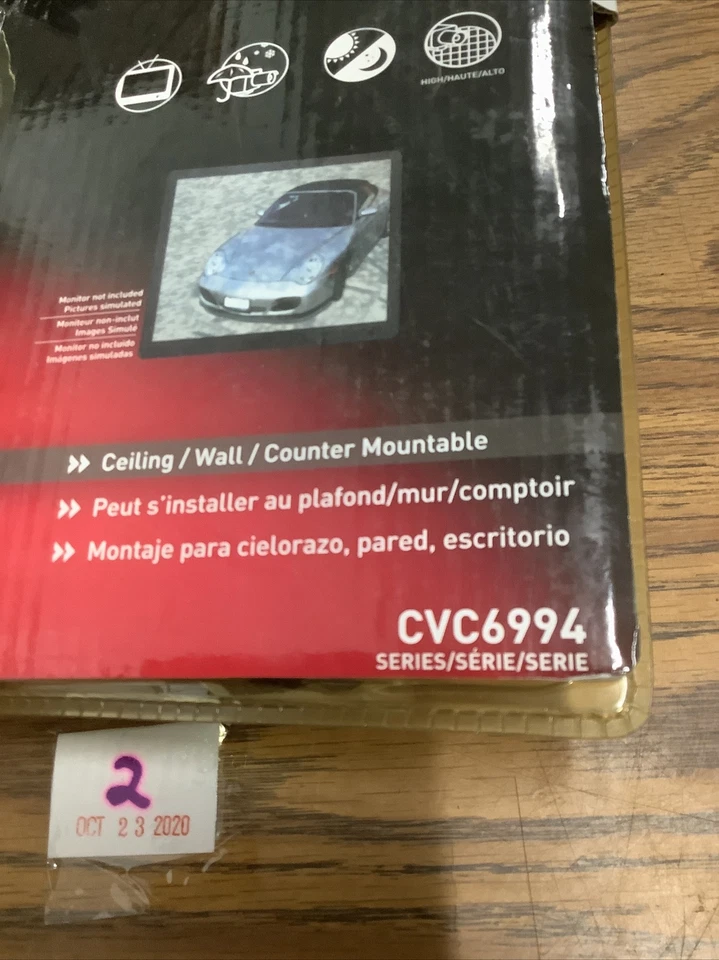 HIGH/HAUTE/ALTO
Monitor not included
Pictures simulated
Moniteur non-inclut
Images Simulé
Monitor no incluido
Imágenes simuladas
Ceiling / Wall / Counter Mountable
Peut s'installer au plafond/mur/comptoir
Montaje para cielorazo, pared, escritorio
CVC6994
SERIES/SÉRIE/SERIE
2
OCT 23 2020